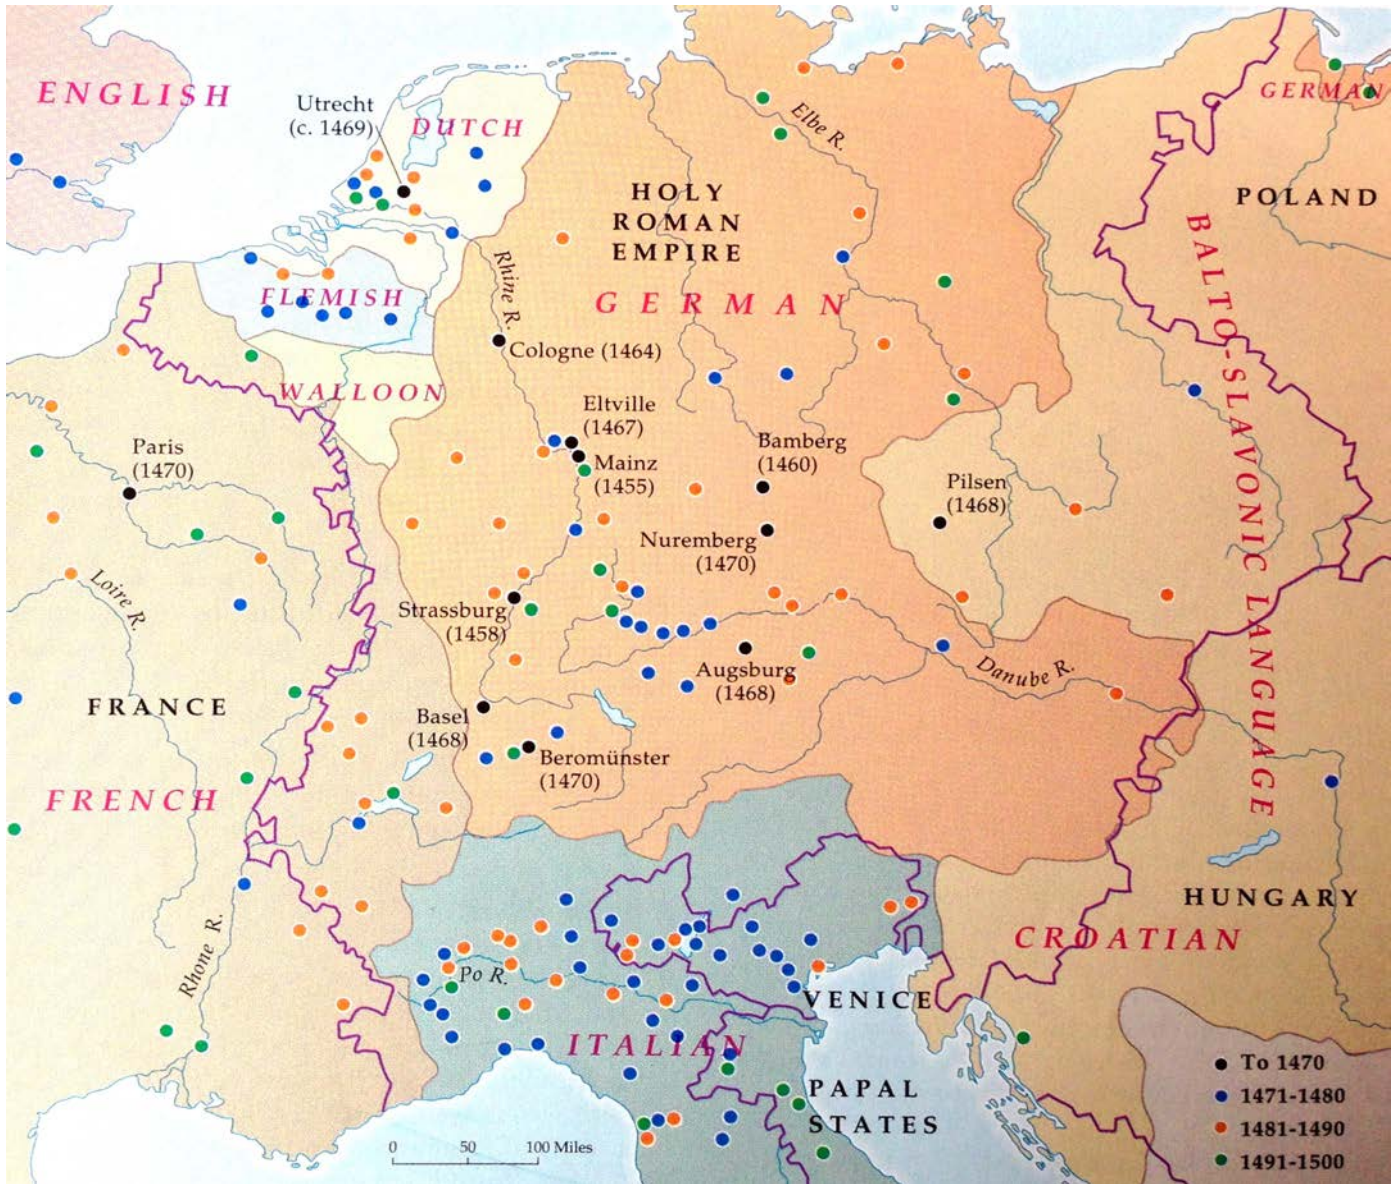 ENGLISH
Utrecht
(c. 1469)
DUTCH
Elbe R.
GERMAN
HOLY
ROMAN
EMPIRE
POLAND
Rhine R.
FLEMISH
GERMAN
BALTO-SLAVONIC LANGUAGE
Cologne (1464)
WALLOON
Eltville
(1467)
Paris
(1470)
Mainz
(1455)
Bamberg
(1460)
Pilsen
(1468)
Nuremberg
(1470)
Loire R.
Strassburg
(1458)
Augsburg
(1468)
Danube R.
FRANCE
Basel
(1468)
Beromünster
(1470)
FRENCH
HUNGARY
CROATIAN
Rhone R.
Po R.
VENICE
ITALIAN
PAPAL
STATES
To 1470
1471-1480
1481-1490
1491-1500
0 50 100 Miles